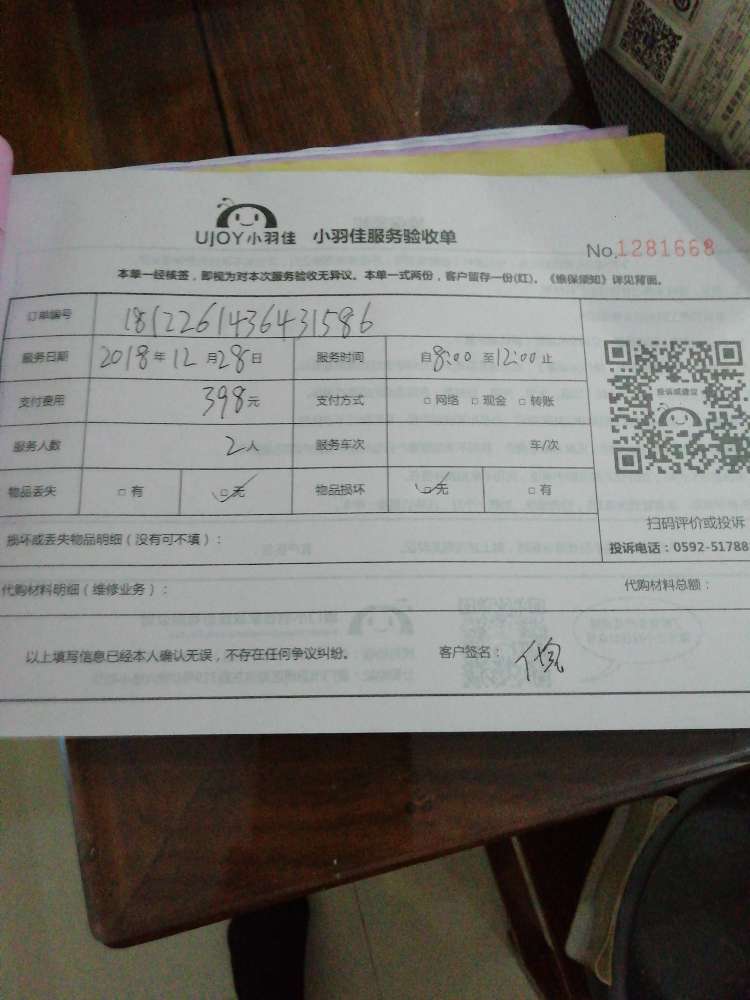 UJOY小羽佳 小羽佳服务验收单
No.1281668
本单一经核签，即视为对本次服务验收无异议。本单一式两份，客户留存一份(红)。《维保须知》详见背面。
订单编号 1812261436431586
服务日期 2018年12月28日 服务时间 自8:00至12:00止
支付费用 398元 支付方式 □网络 □现金 □转账
投诉或建议
服务人数 2人 服务车次 车/次
物品丢失 □有 □无 物品损坏 □无 □有
扫码评价或投诉
损坏或丢失物品明细（没有可不填）：
投诉电话：0592-51788
代购材料明细（维修业务）： 代购材料总额：
以上填写信息已经本人确认无误，不存在任何争议纠纷。 客户签名：